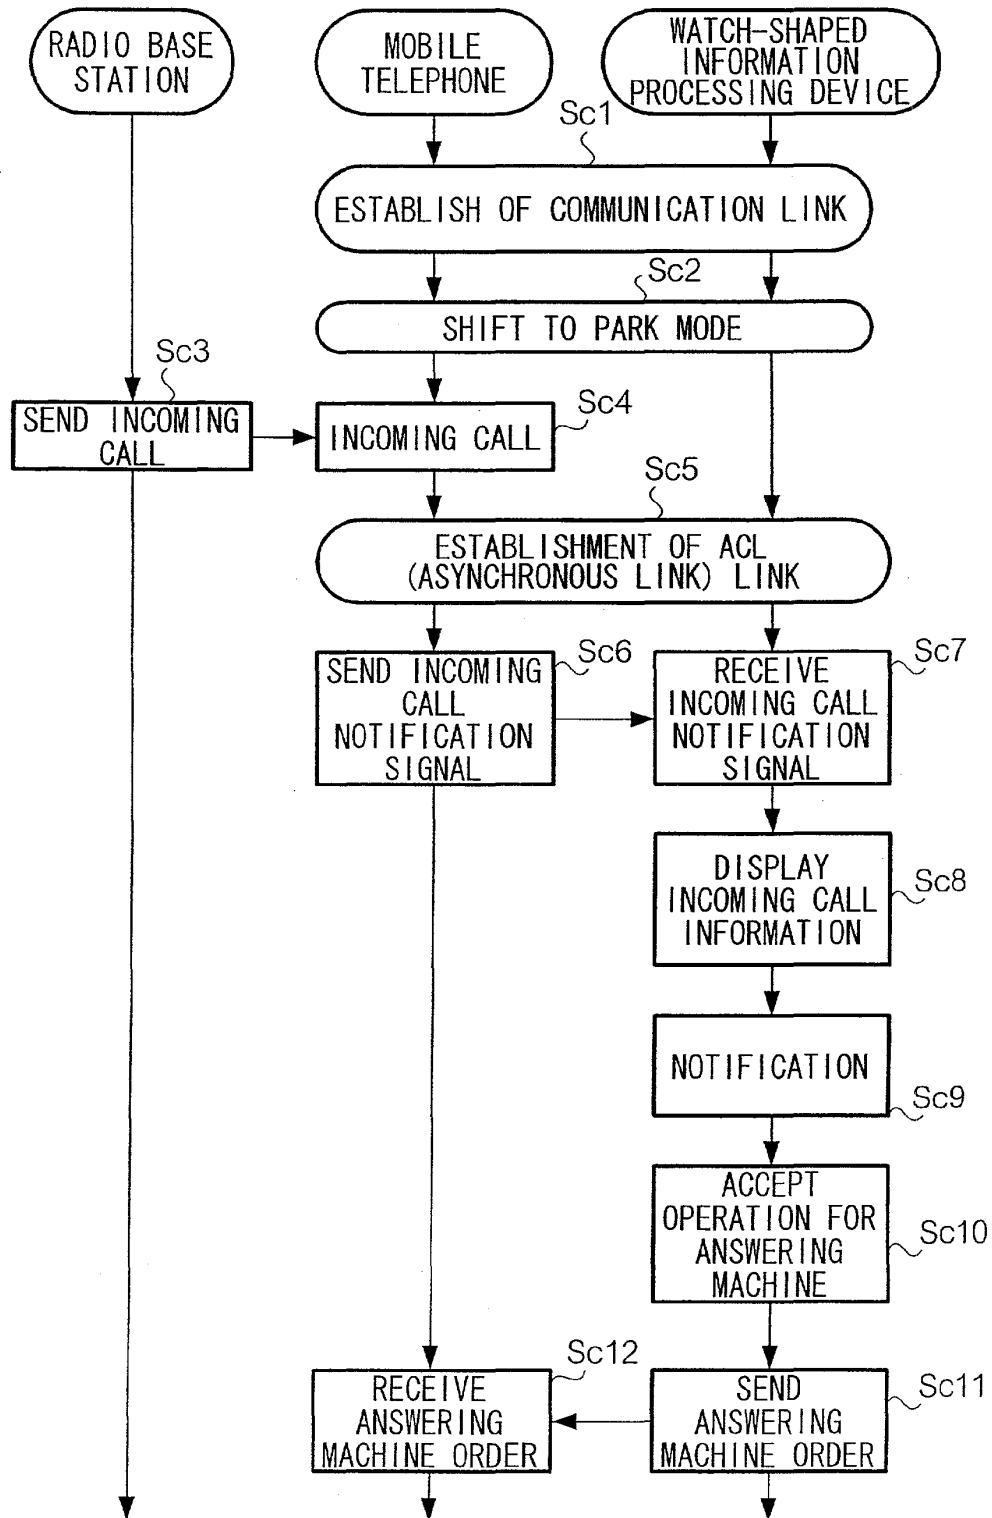 RADIO BASE
STATION
MOBILE
TELEPHONE
WATCH-SHAPED
INFORMATION
PROCESSING DEVICE
Sc1
ESTABLISH OF COMMUNICATION LINK
Sc2
SHIFT TO PARK MODE
Sc3
SEND INCOMING
CALL
Sc4
INCOMING CALL
Sc5
ESTABLISHMENT OF ACL
(ASYNCHRONOUS LINK) LINK
Sc6
SEND INCOMING
CALL
NOTIFICATION
SIGNAL
Sc7
RECEIVE
INCOMING CALL
NOTIFICATION
SIGNAL
DISPLAY
INCOMING CALL
INFORMATION
Sc8
NOTIFICATION
Sc9
ACCEPT
OPERATION FOR
ANSWERING
MACHINE
Sc10
Sc12
RECEIVE
ANSWERING
MACHINE ORDER
SEND
ANSWERING
MACHINE ORDER
Sc11